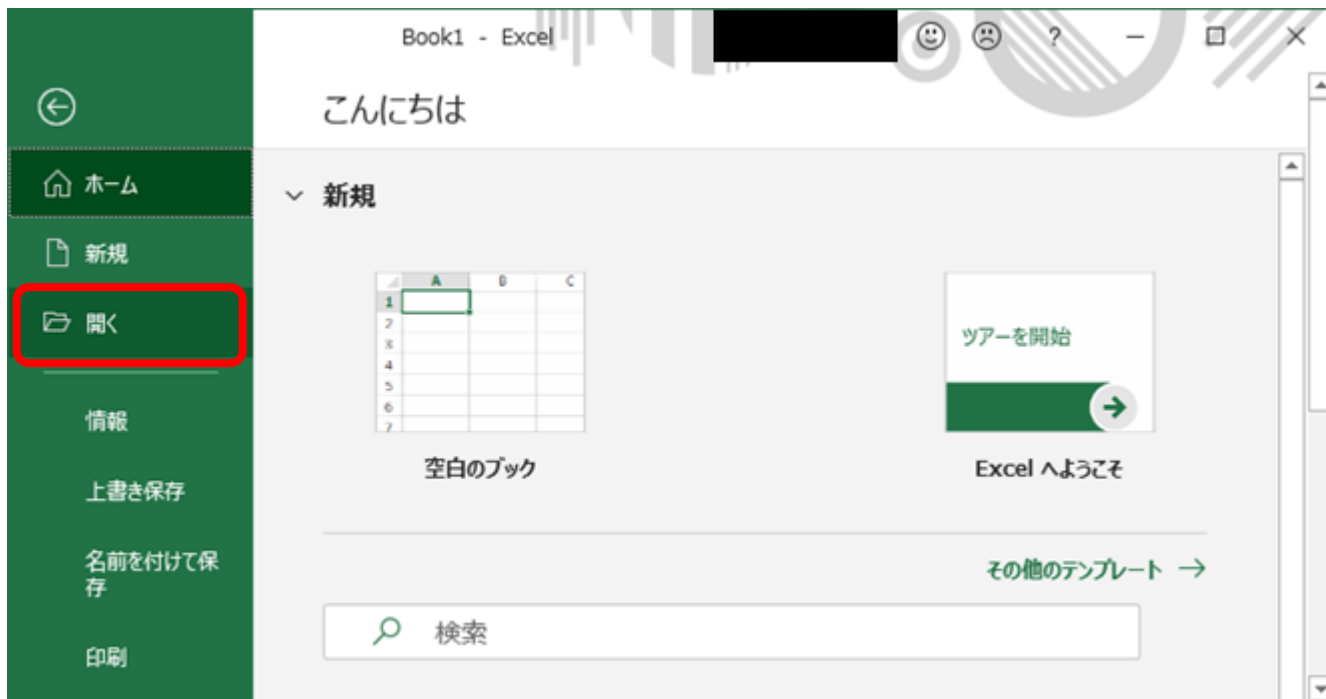 Book1 - Excel
?
こんにちは
ホーム
新規
新規
開く
A B C
1
2
3
4
5
6
7
ツアーを開始
空白のブック
Excel へようこそ
情報
上書き保存
名前を付けて保
存
その他のテンプレート
検索
印刷